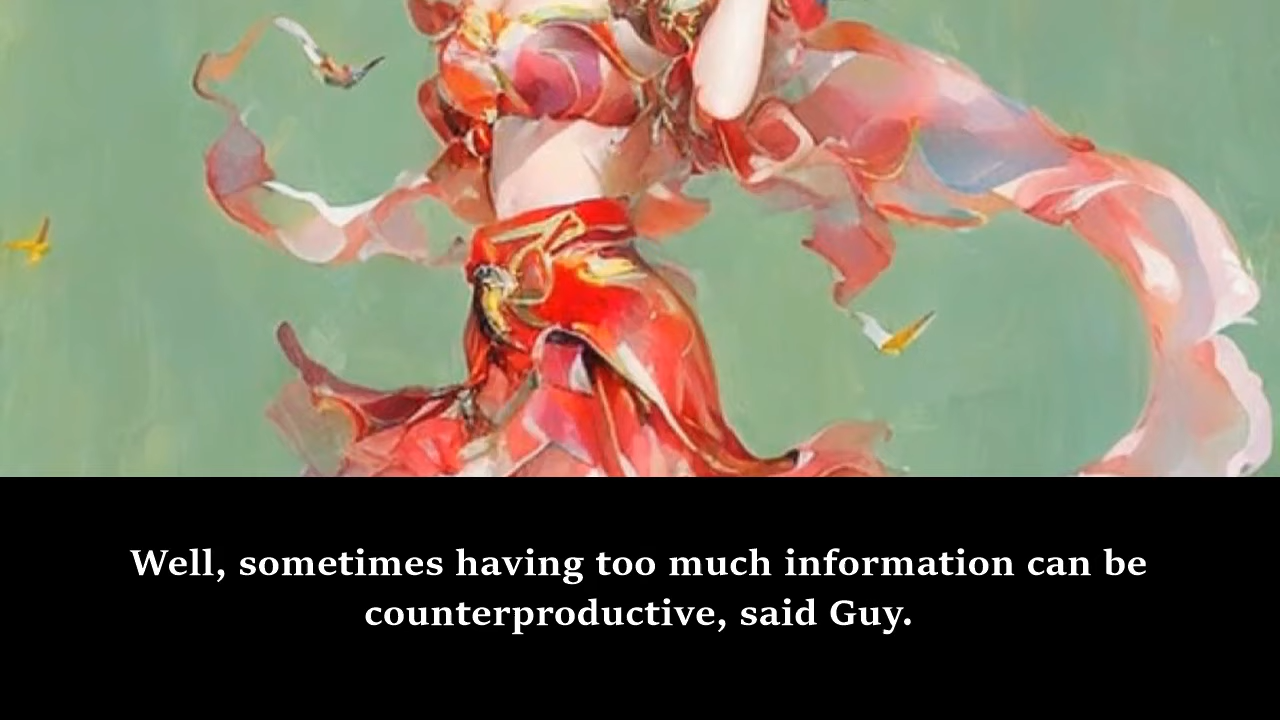 Well, sometimes having too much information can be
counterproductive, said Guy.